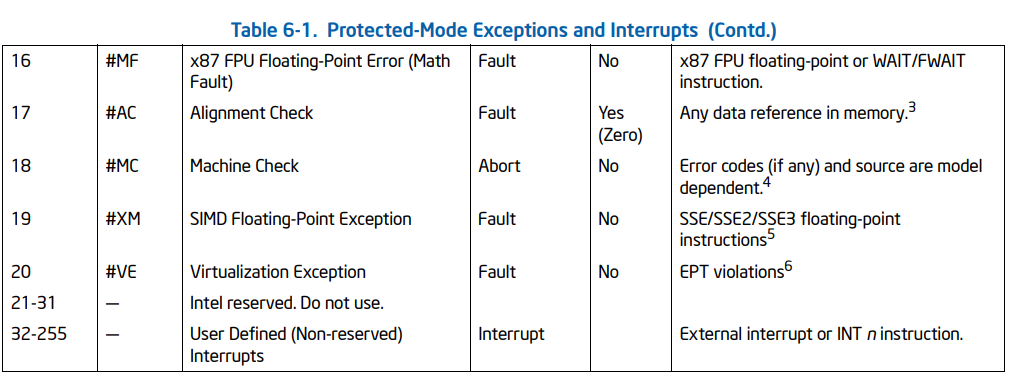 Table 6-1. Protected-Mode Exceptions and Interrupts (Contd.)
16 #MF x87 FPU Floating-Point Error (Math Fault) Fault No x87 FPU floating-point or WAIT/FWAIT instruction.
17 #AC Alignment Check Fault Yes (Zero) Any data reference in memory.3
18 #MC Machine Check Abort No Error codes (if any) and source are model dependent.4
19 #XM SIMD Floating-Point Exception Fault No SSE/SSE2/SSE3 floating-point instructions5
20 #VE Virtualization Exception Fault No EPT violations6
21-31 — Intel reserved. Do not use.
32-255 — User Defined (Non-reserved) Interrupts Interrupt External interrupt or INT n instruction.